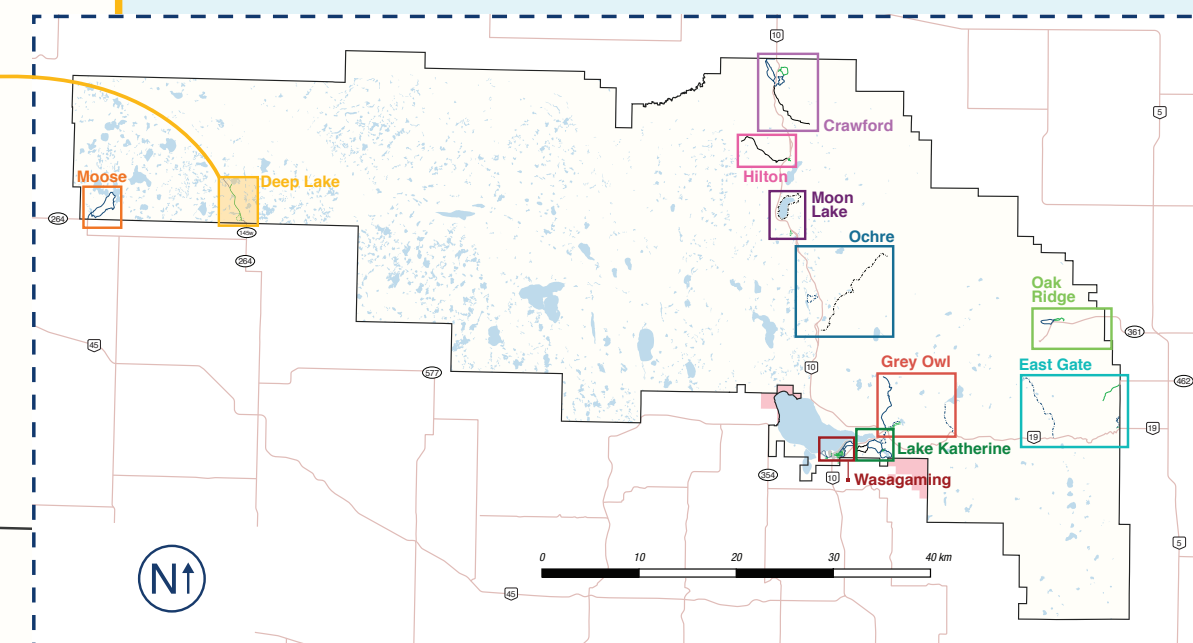 10
5
Crawford
Hilton
Moose
Deep Lake
Moon
Lake
264
145w
264
Ochre
Oak
Ridge
361
45
577
10
Grey Owl
East Gate
462
19
19
Lake Katherine
354
10
Wasagaming
5
0 10 20 30 40 km
N
45